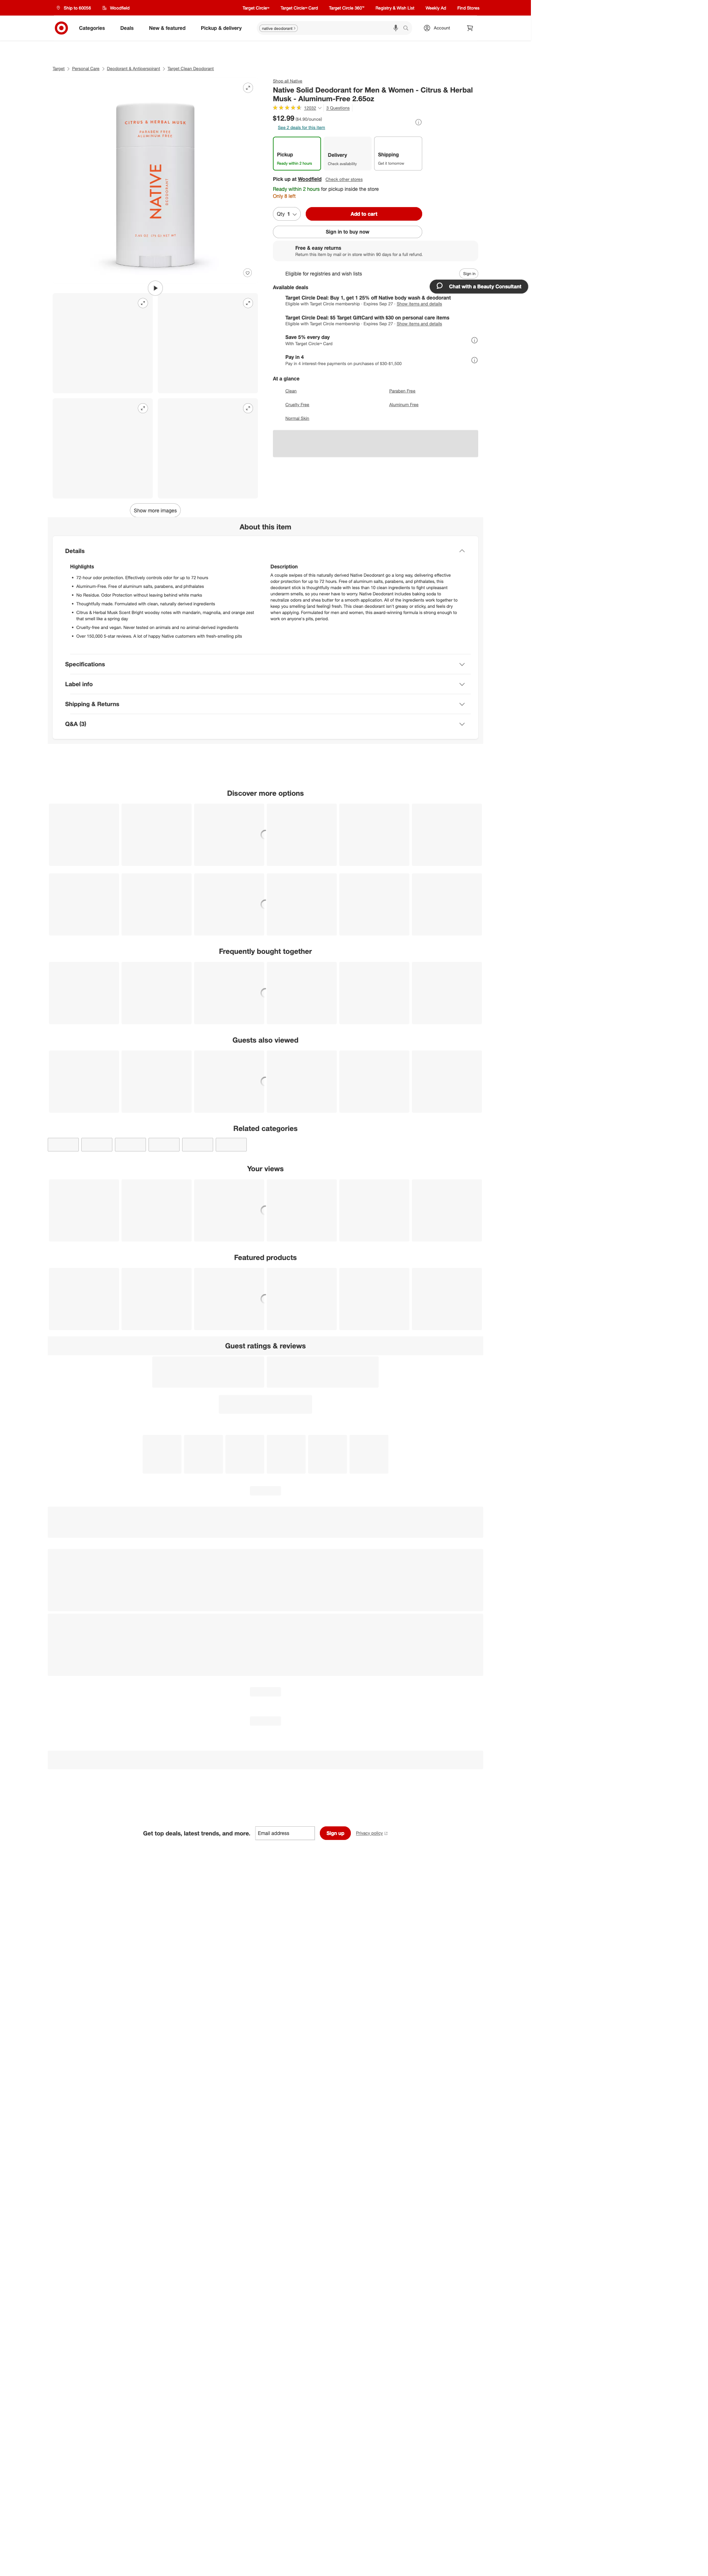 Ship to 60056
Woodfield
Target Circle™
Target Circle™ Card
Target Circle 360™
Registry & Wish List
Weekly Ad
Find Stores
Categories
Deals
New & featured
Pickup & delivery
native deodorant
Account
Target
Personal Care
Deodorant & Antiperspirant
Target Clean Deodorant
CITRUS & HERBAL MUSK
PARABEN FREE
ALUMINUM FREE
NATIVE
DEODORANT
Shop all Native
Native Solid Deodorant for Men & Women - Citrus & Herbal
Musk - Aluminum-Free 2.65oz
3 Questions
$12.99 ($4.90/ounce)
See 2 deals for this item
Pickup
Ready within 2 hours
Delivery
Check availability
Shipping
Get it tomorrow
Pick up at Woodfield Check other stores
Ready within 2 hours for pickup inside the store
Only 8 left
Qty 1
Add to cart
Sign in to buy now
Free & easy returns
Return this item by mail or in store within 90 days for a full refund.
Eligible for registries and wish lists
Sign in
Chat with a Beauty Consultant
Available deals
Target Circle Deal: Buy 1, get 1 25% off Native body wash & deodorant
Eligible with Target Circle membership · Expires Sep 27 · Show items and details
Target Circle Deal: $5 Target GiftCard with $30 on personal care items
Eligible with Target Circle membership · Expires Sep 27 · Show items and details
Save 5% every day
With Target Circle™ Card
Pay in 4
Pay in 4 interest-free payments on purchases of $30-$1,500
At a glance
Clean
Paraben Free
Cruelty Free
Aluminum Free
Normal Skin
Show more images
About this item
Details
Highlights
72-hour odor protection. Effectively controls odor for up to 72 hours
Aluminum-Free. Free of aluminum salts, parabens, and phthalates
No Residue. Odor Protection without leaving behind white marks
Thoughtfully made. Formulated with clean, naturally derived ingredients
Citrus & Herbal Musk Scent Bright woodsy notes with mandarin, magnolia, and orange zest
that smell like a spring day
Cruelty-free and vegan. Never tested on animals and no animal-derived ingredients
Over 150,000 5-star reviews. A lot of happy Native customers with fresh-smelling pits
Description
A couple swipes of this naturally derived Native Deodorant go a long way, delivering effective
odor protection for up to 72 hours. Free of aluminum salts, parabens, and phthalates, this
deodorant stick is thoughtfully made with less than 10 clean ingredients to fight unpleasant
underarm smells, so you never have to worry. Native Deodorant includes baking soda to
neutralize odors and shea butter for a smooth application. All of the ingredients work together to
keep you smelling (and feeling) fresh. This clean deodorant isn't greasy or sticky, and feels dry
when applying. Formulated for men and women, this award-winning formula is strong enough to
work on anyone's pits, period.
Specifications
Label info
Shipping & Returns
Q&A (3)
Discover more options
Frequently bought together
Guests also viewed
Related categories
Your views
Featured products
Guest ratings & reviews
Get top deals, latest trends, and more.
Email address
Sign up
Privacy policy